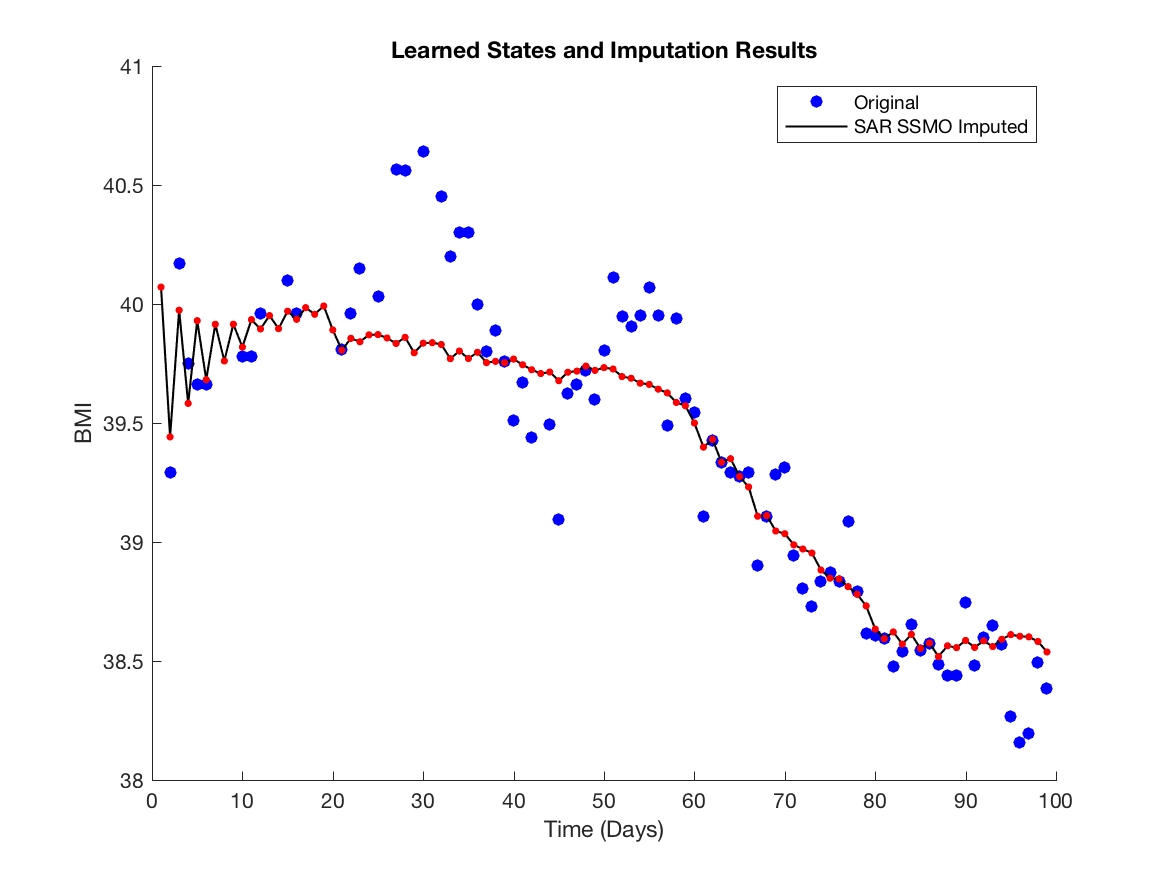 Learned States and Imputation Results
Original
SAR SSMO Imputed
BMI
41
40.5
40
39.5
39
38.5
38
0 10 20 30 40 50 60 70 80 90 100
Time (Days)